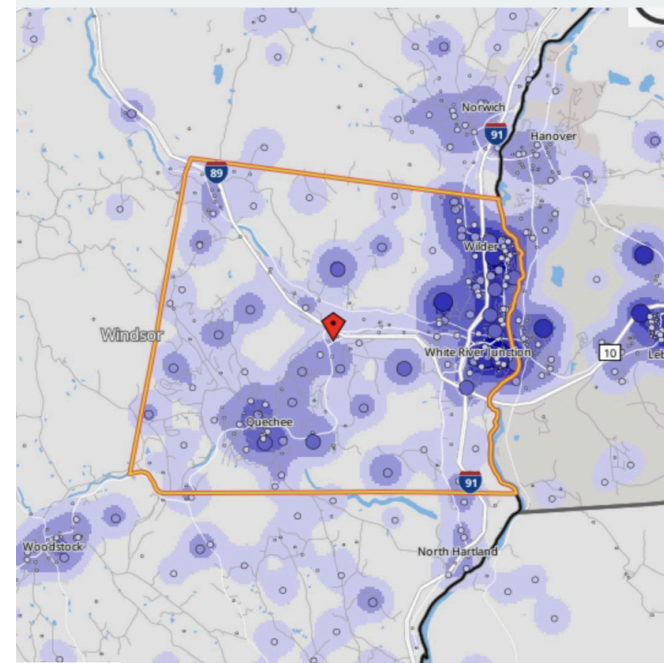 Norwich
91
Hanover
89
Wilder
Windsor
White River Junction
10
Leb
Quechee
91
Woodstock
North Hartland